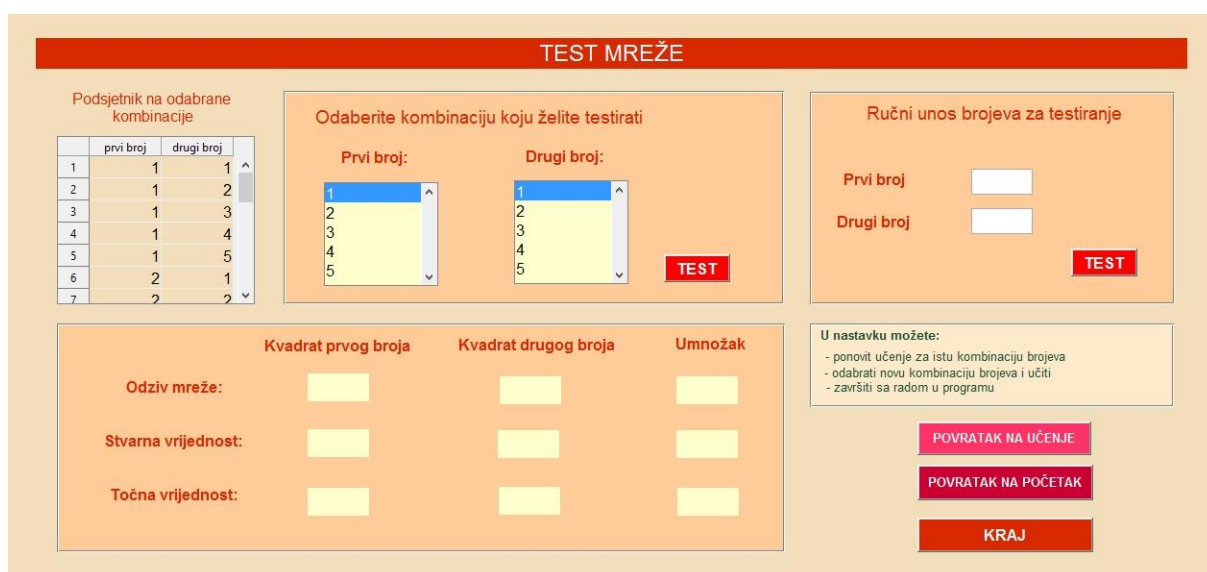 TEST MREŽE
Podsjetnik na odabrane
kombinacije
prvi broj drugi broj
1 1 1
2 1 2
3 1 3
4 1 4
5 1 5
6 2 1
7 2 2
Odaberite kombinaciju koju želite testirati
Prvi broj: Drugi broj:
1 1
2 2
3 3
4 4
5 5
TEST
Ručni unos brojeva za testiranje
Prvi broj
Drugi broj
TEST
Kvadrat prvog broja Kvadrat drugog broja Umnožak
Odziv mreže:
Stvarna vrijednost:
Točna vrijednost:
U nastavku možete:
- ponovit učenje za istu kombinaciju brojeva
- odabrati novu kombinaciju brojeva i učiti
- završiti sa radom u programu
POVRATAK NA UČENJE
POVRATAK NA POČETAK
KRAJ